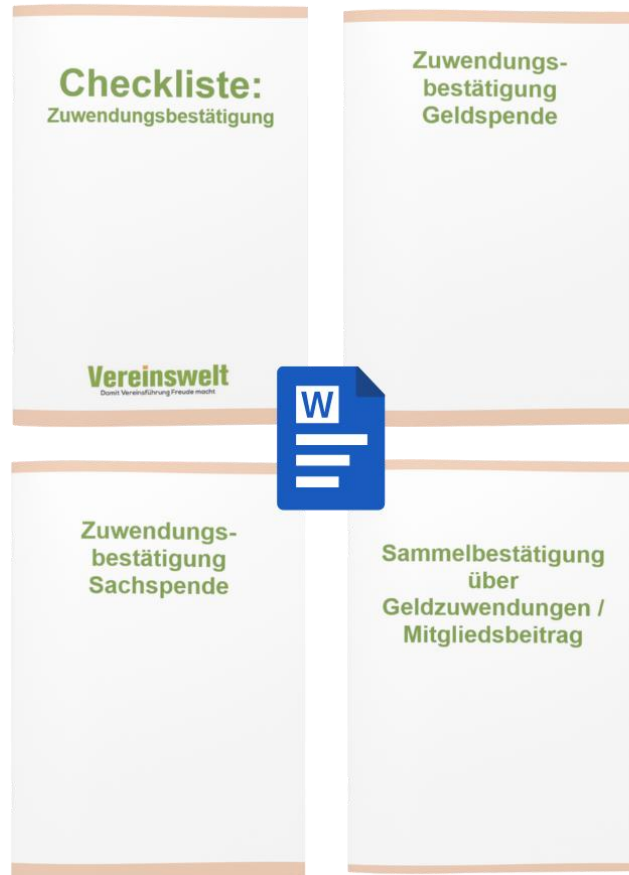 Checkliste:
Zuwendungsbestätigung
Vereinswelt
Damit Vereinsführung Freude macht
Zuwendungs-
bestätigung
Geldspende
W
Zuwendungs-
bestätigung
Sachspende
Sammelbestätigung
über
Geldzuwendungen /
Mitgliedsbeitrag